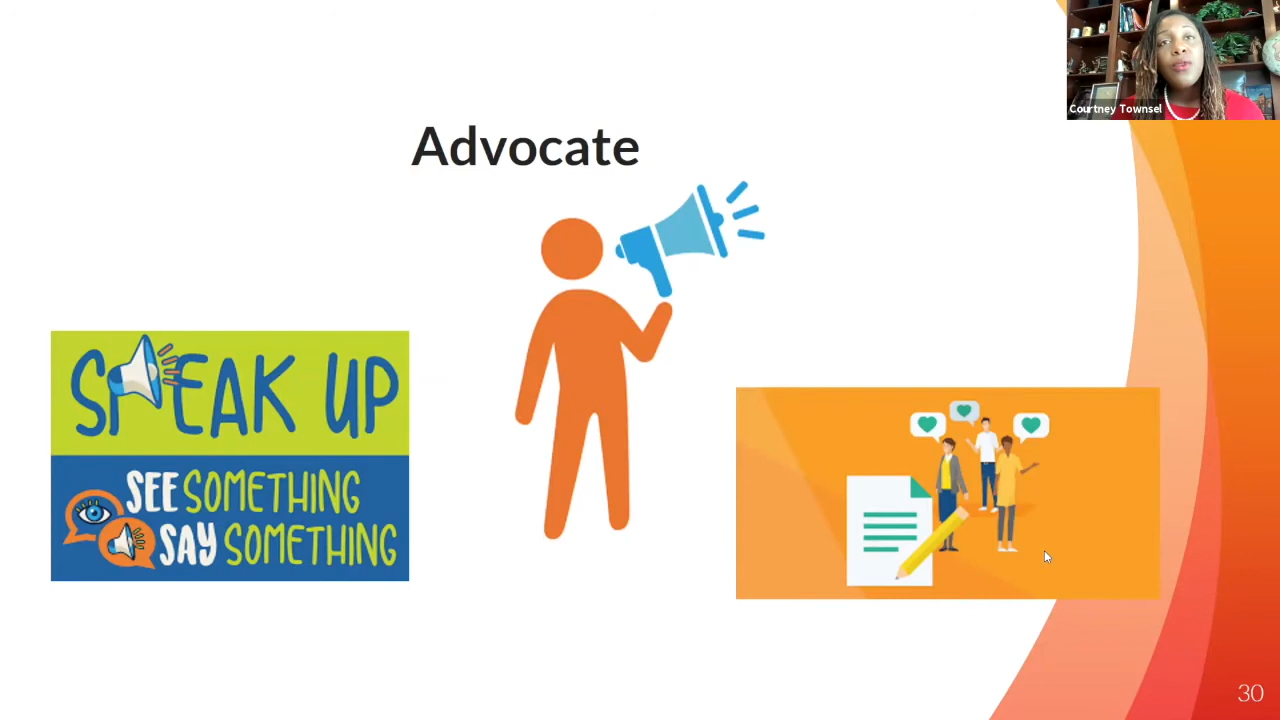 Courtney Townsel
Advocate
SPEAK UP
SEE SOMETHING
SAY SOMETHING
30